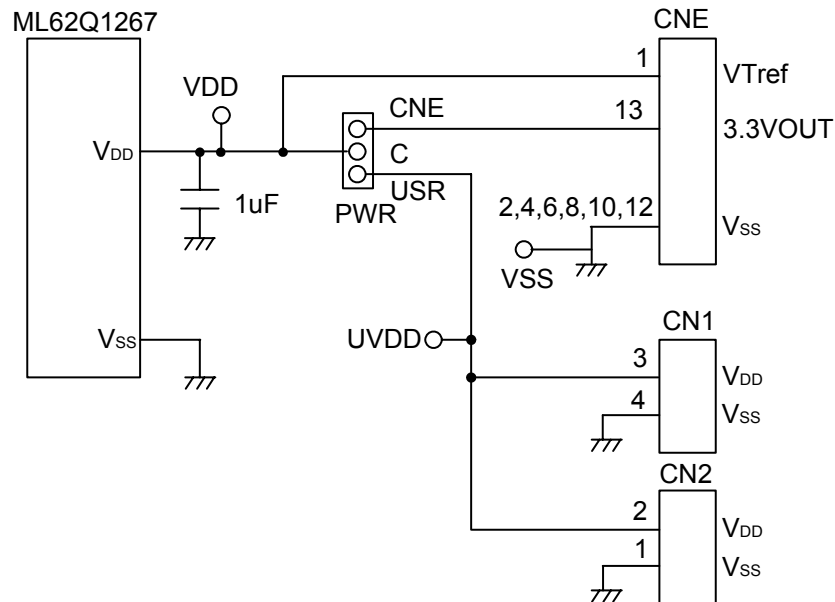 ML62Q1267
CNE
1
VTref
VDD
CNE
13
3.3VOUT
VDD
C
1uF
USR
PWR
2,4,6,8,10,12
VSS
VSS
VSS
UVDD
CN1
3
VDD
4
VSS
CN2
2
VDD
1
VSS